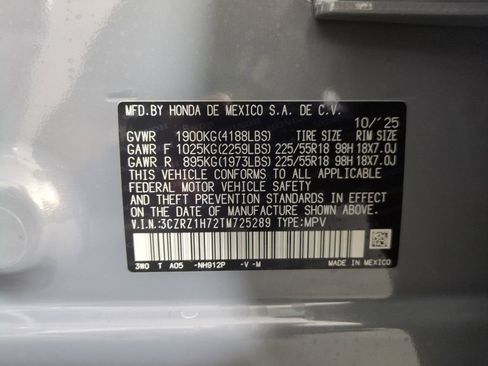 MFD.BY HONDA DE MEXICO S.A. DE C.V.
10/'25
GVWR 1900KG(4188LBS) TIRE SIZE RIM SIZE
GAWR F 1025KG(2259LBS) 225/55R18 98H 18X7.0J
GAWR R 895KG(1973LBS) 225/55R18 98H 18X7.0J
THIS VEHICLE CONFORMS TO ALL APPLICABLE
FEDERAL MOTOR VEHICLE SAFETY
AND THEFT PREVENTION STANDARDS IN EFFECT
ON THE DATE OF MANUFACTURE SHOWN ABOVE.
V.I.N.:3CZRZ1H72TM725289 TYPE:MPV
3W0 T A05 -NH912P -V -M MADE IN MEXICO